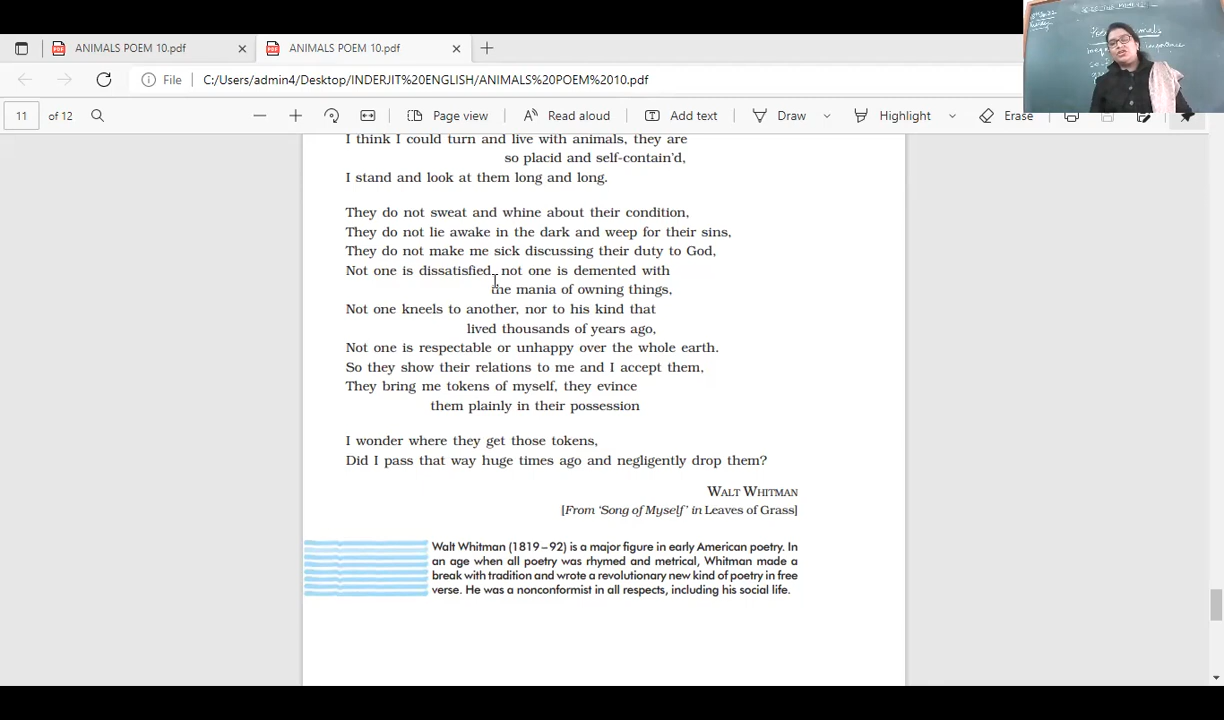 ANIMALS POEM 10.pdf
ANIMALS POEM 10.pdf
File
C:/Users/admin4/Desktop/INDERJIT%20ENGLISH/ANIMALS%20POEM%2010.pdf
11 of 12
Page view
Read aloud
Add text
Draw
Highlight
Erase
I think I could turn and live with animals, they are
so placid and self-contain'd,
I stand and look at them long and long.
They do not sweat and whine about their condition,
They do not lie awake in the dark and weep for their sins,
They do not make me sick discussing their duty to God,
Not one is dissatisfied, not one is demented with
the mania of owning things,
Not one kneels to another, nor to his kind that
lived thousands of years ago,
Not one is respectable or unhappy over the whole earth.
So they show their relations to me and I accept them,
They bring me tokens of myself, they evince
them plainly in their possession
I wonder where they get those tokens,
Did I pass that way huge times ago and negligently drop them?
WALT WHITMAN
[From 'Song of Myself' in Leaves of Grass]
Walt Whitman (1819–92) is a major figure in early American poetry. In
an age when all poetry was rhymed and metrical, Whitman made a
break with tradition and wrote a revolutionary new kind of poetry in free
verse. He was a nonconformist in all respects, including his social life.